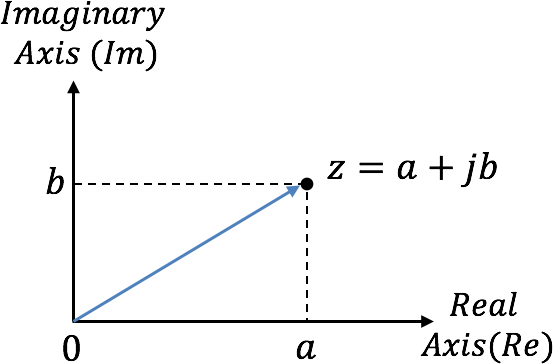 Imaginary
Axis (Im)
b
z = a + jb
0
a
Real
Axis(Re)